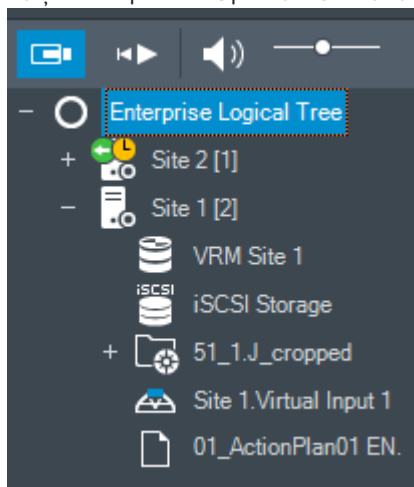 Enterprise Logical Tree
Site 2 [1]
Site 1 [2]
VRM Site 1
iSCSI
iSCSI Storage
51_1.J_cropped
Site 1.Virtual Input 1
01_ActionPlan01 EN.